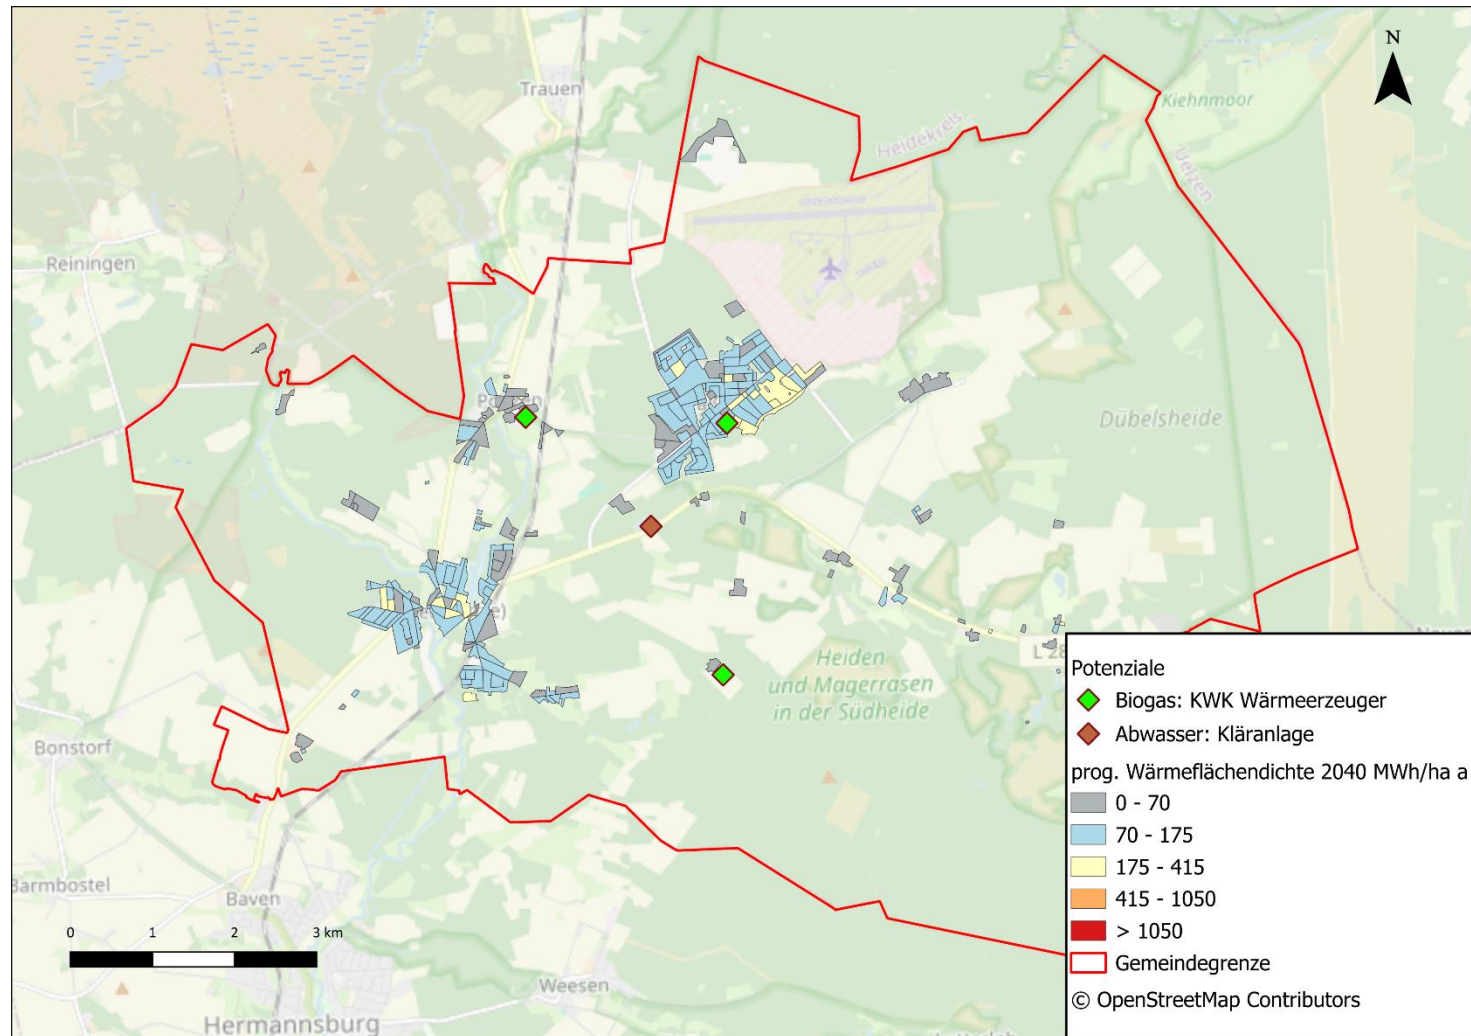 N
Kiehnmoor
Trauen
Heidekreis
Uelzen
Reiningen
Dübelsheide
L 28
Heiden
und Magerrasen
in der Südheide
Bonstorf
Barmbostel
Baven
0 1 2 3 km
Weesen
Hermannsburg
Potenziale
Biogas: KWK Wärmeerzeuger
Abwasser: Kläranlage
prog. Wärmeflächendichte 2040 MWh/ha a
0 - 70
70 - 175
175 - 415
415 - 1050
> 1050
Gemeindegrenze
© OpenStreetMap Contributors